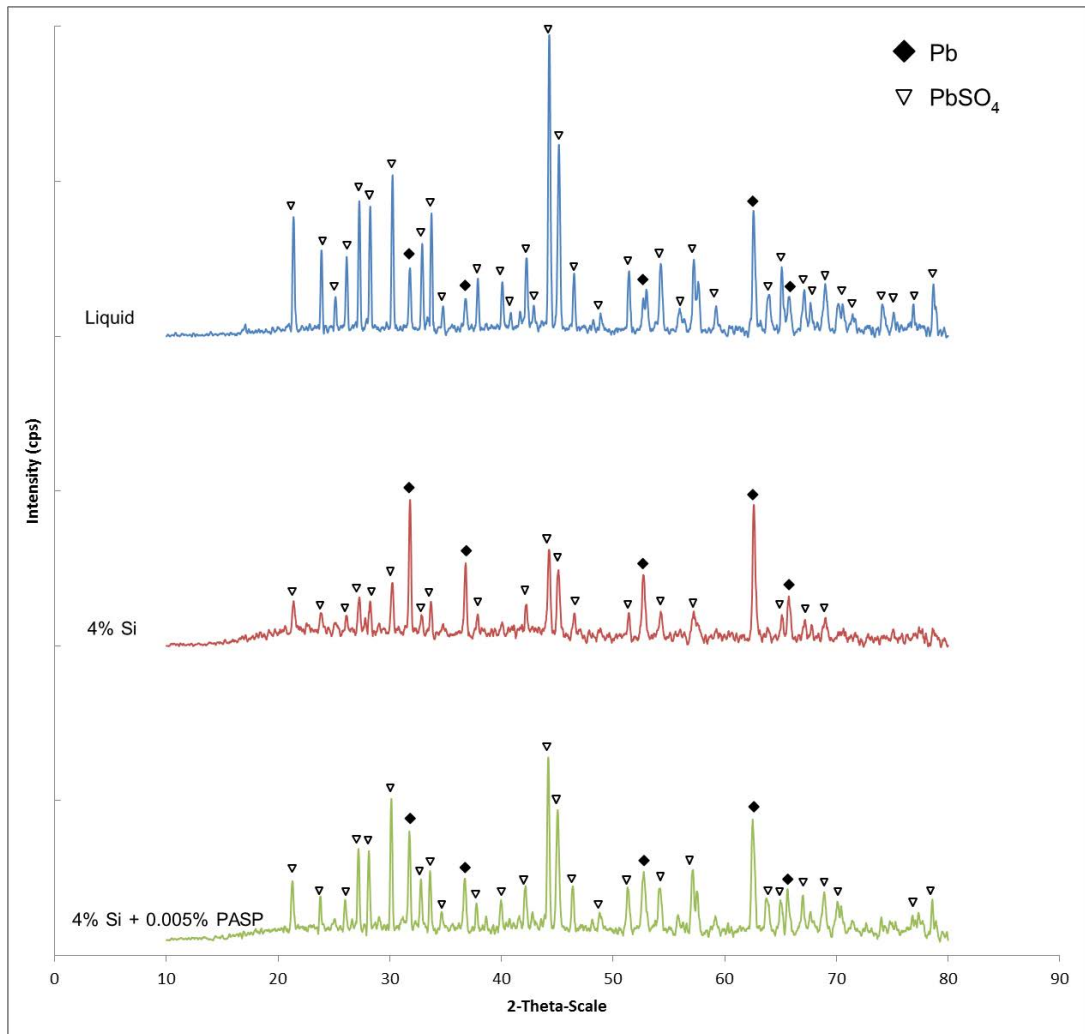 Pb
PbSO₄
Liquid
Intensity (cps)
4% Si
4% Si + 0.005% PASP
0 10 20 30 40 50 60 70 80 90
2-Theta-Scale